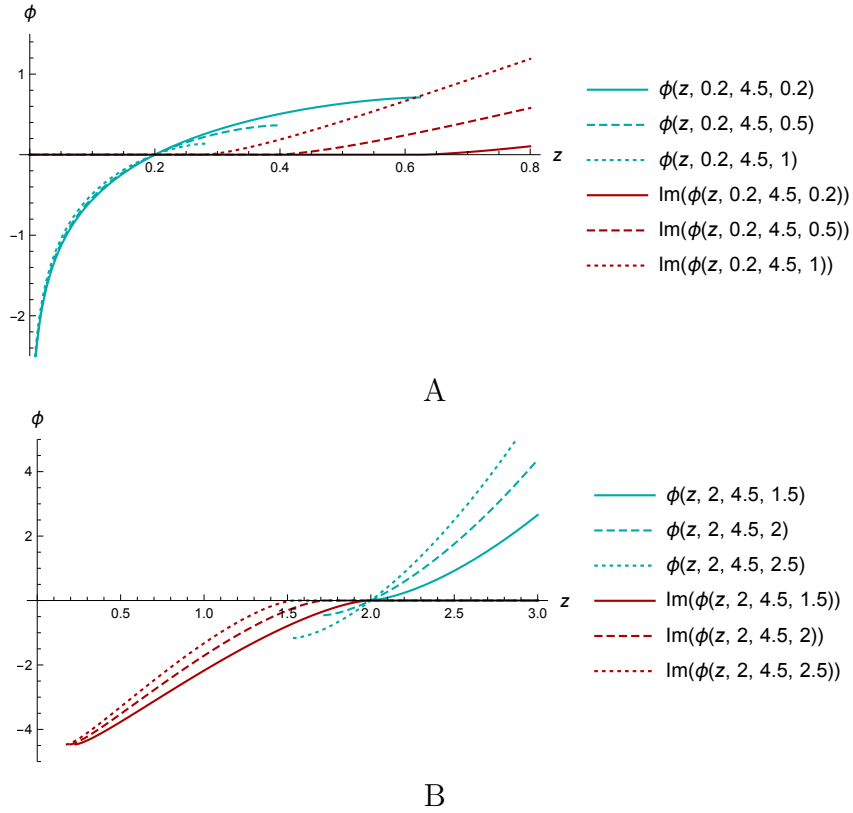 ϕ
1
-1
-2
0.2
0.4
0.6
0.8
z
ϕ(z, 0.2, 4.5, 0.2)
ϕ(z, 0.2, 4.5, 0.5)
ϕ(z, 0.2, 4.5, 1)
Im(ϕ(z, 0.2, 4.5, 0.2))
Im(ϕ(z, 0.2, 4.5, 0.5))
Im(ϕ(z, 0.2, 4.5, 1))
A
ϕ
4
2
-2
-4
0.5
1.0
1.5
2.0
2.5
3.0
z
ϕ(z, 2, 4.5, 1.5)
ϕ(z, 2, 4.5, 2)
ϕ(z, 2, 4.5, 2.5)
Im(ϕ(z, 2, 4.5, 1.5))
Im(ϕ(z, 2, 4.5, 2))
Im(ϕ(z, 2, 4.5, 2.5))
B